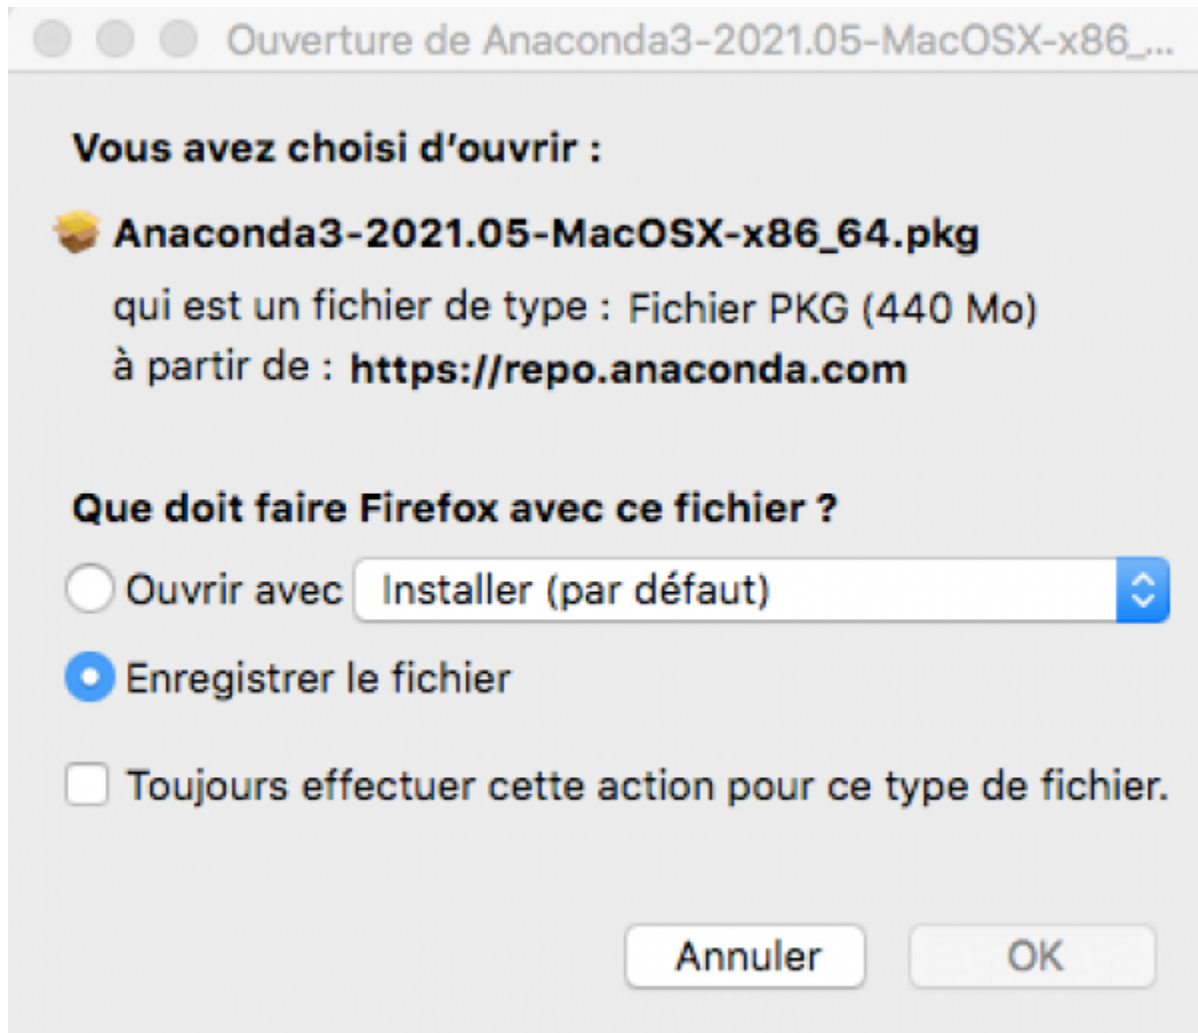 Ouverture de Anaconda3-2021.05-MacOSX-x86_...
Vous avez choisi d'ouvrir :
Anaconda3-2021.05-MacOSX-x86_64.pkg
qui est un fichier de type : Fichier PKG (440 Mo)
à partir de : https://repo.anaconda.com
Que doit faire Firefox avec ce fichier ?
Ouvrir avec Installer (par défaut)
Enregistrer le fichier
Toujours effectuer cette action pour ce type de fichier.
Annuler OK